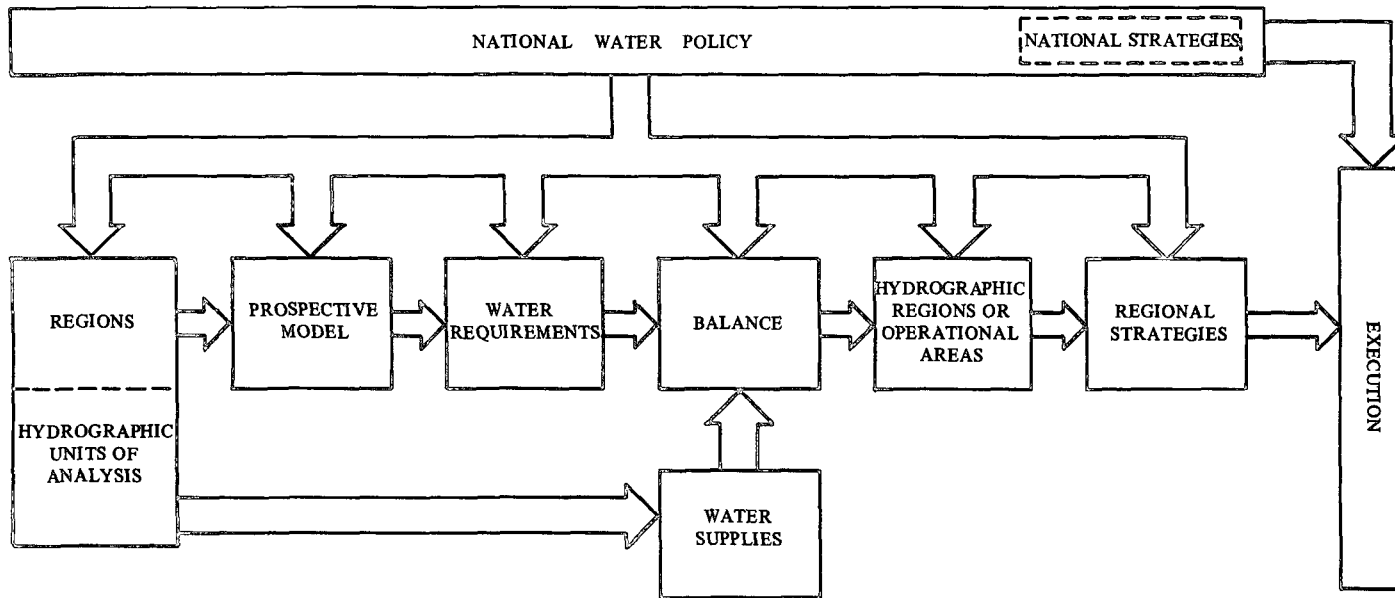 NATIONAL WATER POLICY
NATIONAL STRATEGIES
REGIONS
HYDROGRAPHIC
UNITS OF
ANALYSIS
PROSPECTIVE
MODEL
WATER
REQUIREMENTS
BALANCE
HYDROGRAPHIC
REGIONS OR
OPERATIONAL
AREAS
REGIONAL
STRATEGIES
EXECUTION
WATER
SUPPLIES